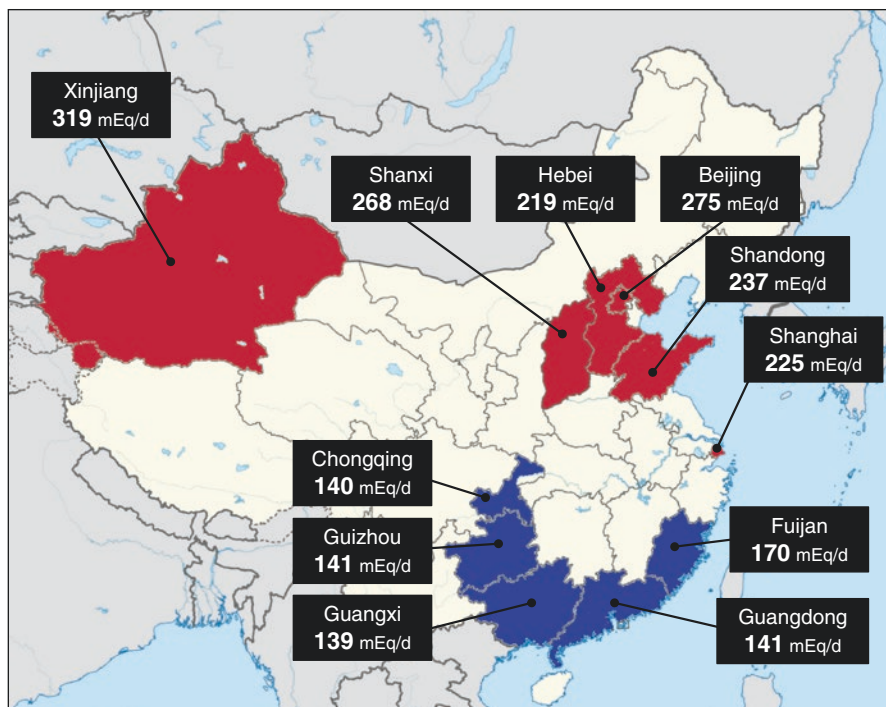 Xinjiang
319 mEq/d
Shanxi
268 mEq/d
Hebei
219 mEq/d
Beijing
275 mEq/d
Shandong
237 mEq/d
Shanghai
225 mEq/d
Chongqing
140 mEq/d
Guizhou
141 mEq/d
Guangxi
139 mEq/d
Fuijan
170 mEq/d
Guangdong
141 mEq/d